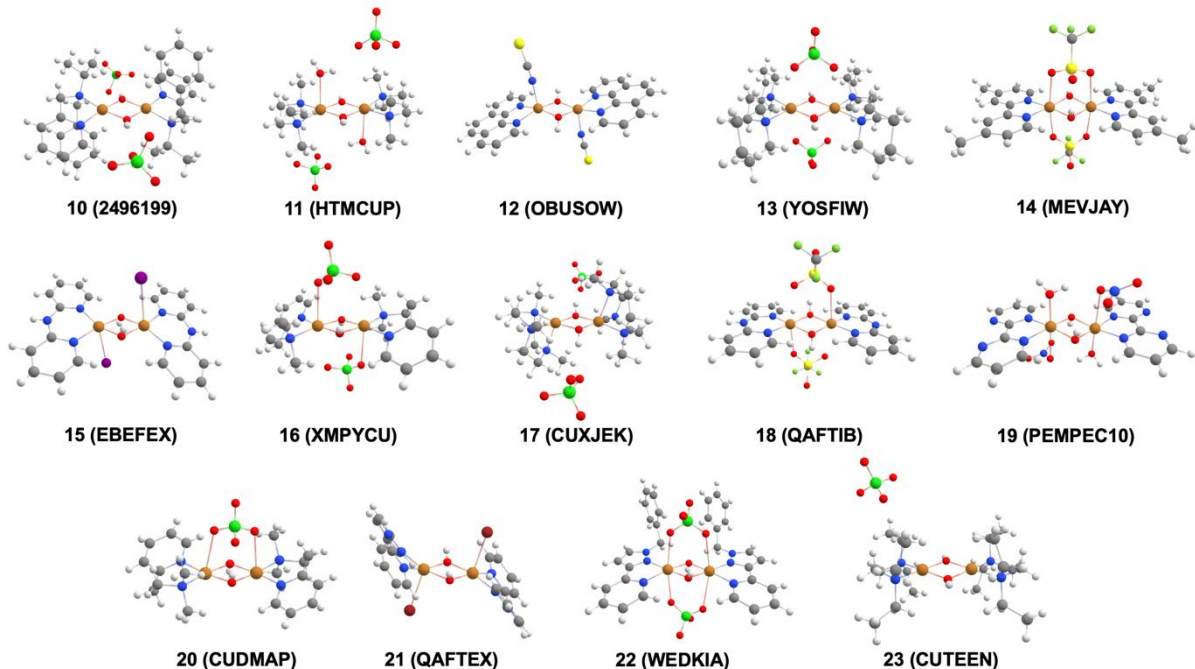 10 (2496199)
11 (HTMCUP)
12 (OBUSOW)
13 (YOSFIW)
14 (MEVJAY)
15 (EBEFEX)
16 (XMPYCU)
17 (CUXJEK)
18 (QAFTIB)
19 (PEMPEC10)
20 (CUDMAP)
21 (QAFTEX)
22 (WEDKIA)
23 (CUTEEN)